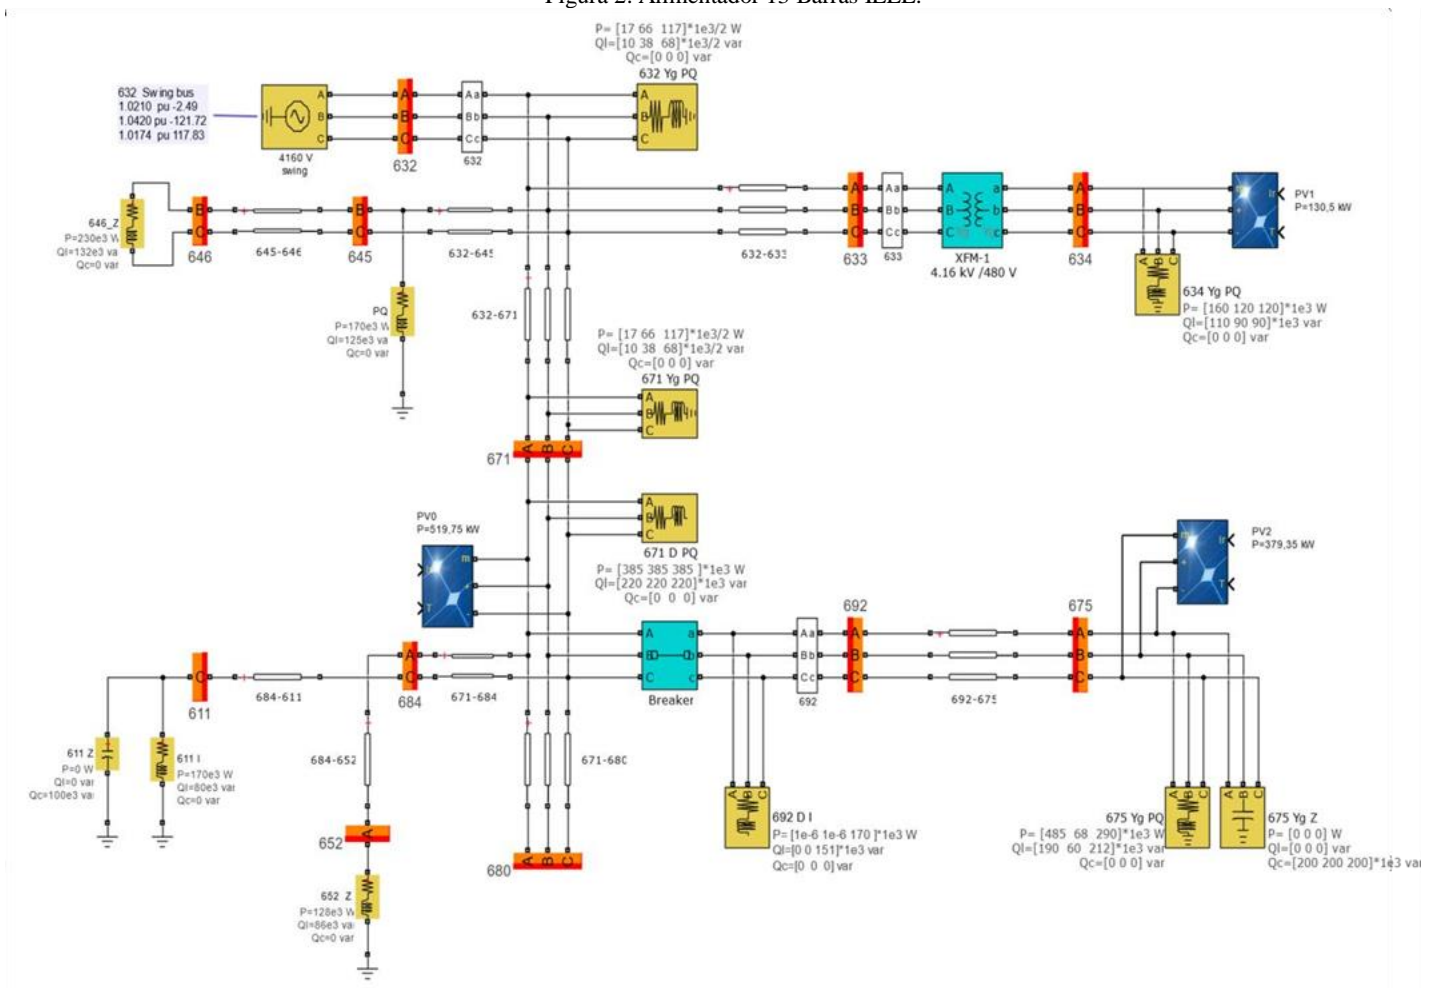 Figura 2. Alimentador 13 Barras IEEE.
P= [17 66 117]*1e3/2 W
Ql=[10 38 68]*1e3/2 var
Qc=[0 0 0] var
632 Yg PQ
A
B
C
632 Swing bus
1.0210 pu -2.49
1.0420 pu -121.72
1.0174 pu 117.83
A
B
C
4160 V
swing
A
B
C
632
Aa
Bb
Cc
632
646_Z
P=230e3 W
Ql=132e3 va
Qc=0 var
B
C
646
645-646
B
C
645
632-645
PQ
P=170e3 W
Ql=125e3 va
Qc=0 var
632-633
A
B
C
633
Aa
Bb
Cc
633
A
B
C
a
b
c
XFM-1
4.16 kV /480 V
A
B
C
634
m
+
-
Ir
T
PV1
P=130,5 kW
A
B
C
634 Yg PQ
P= [160 120 120]*1e3 W
Ql=[110 90 90]*1e3 var
Qc=[0 0 0] var
632-671
P= [17 66 117]*1e3/2 W
Ql=[10 38 68]*1e3/2 var
Qc=[0 0 0] var
671 Yg PQ
A
B
C
671
A
B
C
A
B
C
671 D PQ
P= [385 385 385 ]*1e3 W
Ql=[220 220 220]*1e3 var
Qc=[0 0 0] var
PV0
P=519,75 kW
m
+
-
T
PV2
P=379,35 kW
m
+
-
Ir
T
611
C
684-611
A
C
684
671-684
A
B
C
a
b
c
Breaker
Aa
Bb
Cc
692
692
A
B
C
692-675
675
A
B
C
611 Z
P=0 W
Ql=0 var
Qc=100e3 va
611 I
P=170e3 W
Ql=80e3 var
Qc=0 var
684-652
671-680
652
A
680
A
B
C
652 Z
P=128e3 W
Ql=86e3 va
Qc=0 var
A
B
C
692 D I
P= [1e-6 1e-6 170 ]*1e3 W
Ql=[0 0 151]*1e3 var
Qc=[0 0 0] var
A
B
C
675 Yg PQ
P= [485 68 290]*1e3 W
Ql=[190 60 212]*1e3 var
Qc=[0 0 0] var
A
B
C
675 Yg Z
P= [0 0 0] W
Ql=[0 0 0] var
Qc=[200 200 200]*1e3 var